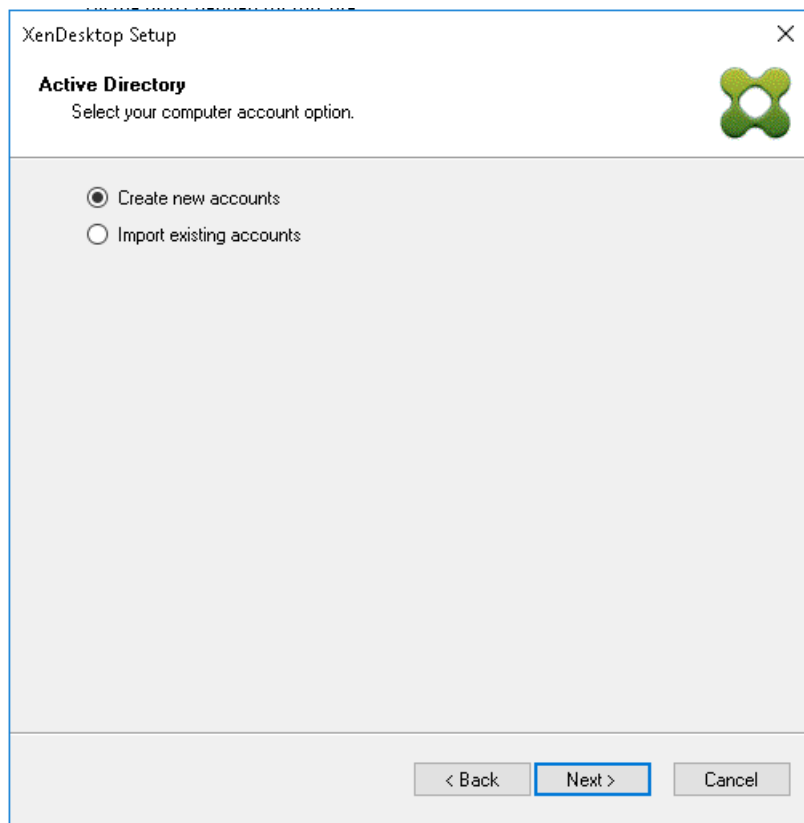 XenDesktop Setup
Active Directory
Select your computer account option.
Create new accounts
Import existing accounts
< Back
Next >
Cancel